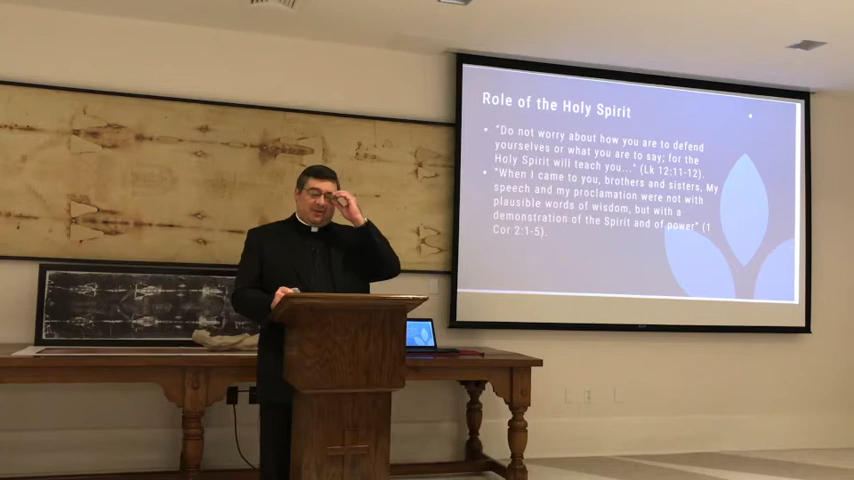 Role of the Holy Spirit
• "Do not worry about how you are to defend
yourselves or what you are to say; for the
Holy Spirit will teach you..." (Lk 12:11-12).
• "When I came to you, brothers and sisters, My
speech and my proclamation were not with
plausible words of wisdom, but with a
demonstration of the Spirit and of power" (1
Cor 2:1-5).